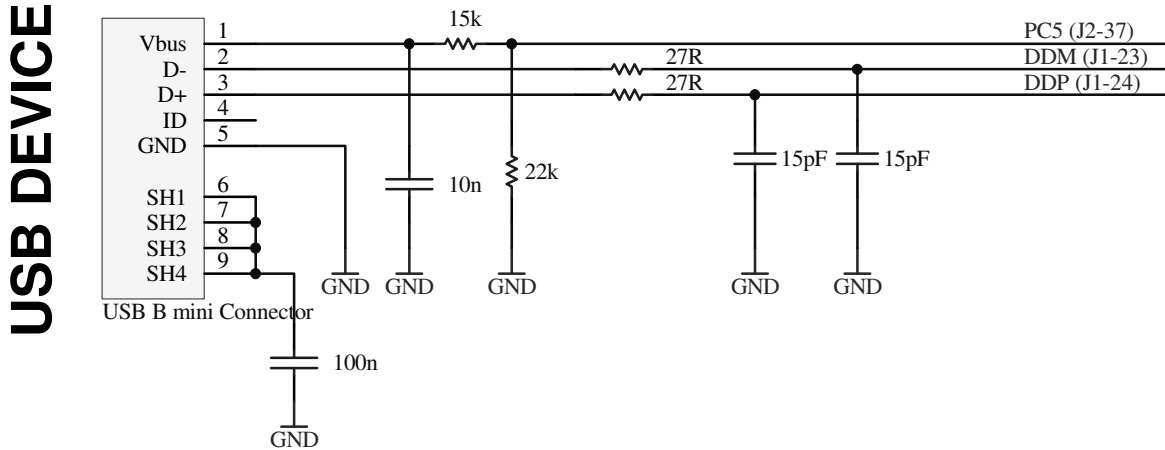 USB DEVICE
Vbus
1
D-
2
D+
3
ID
4
GND
5
SH1
6
SH2
7
SH3
8
SH4
9
USB B mini Connector
15k
PC5 (J2-37)
27R
DDM (J1-23)
27R
DDP (J1-24)
10n
22k
15pF
15pF
GND
GND
GND
GND
GND
100n
GND